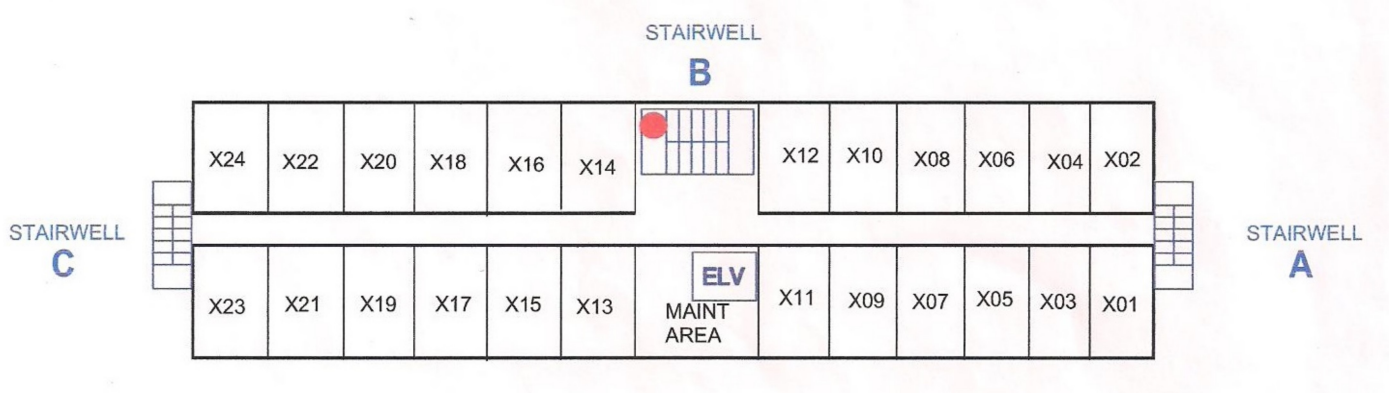 STAIRWELL
B
X24 X22 X20 X18 X16 X14 X12 X10 X08 X06 X04 X02
STAIRWELL
C
STAIRWELL
A
ELV
X23 X21 X19 X17 X15 X13 MAINT AREA X11 X09 X07 X05 X03 X01